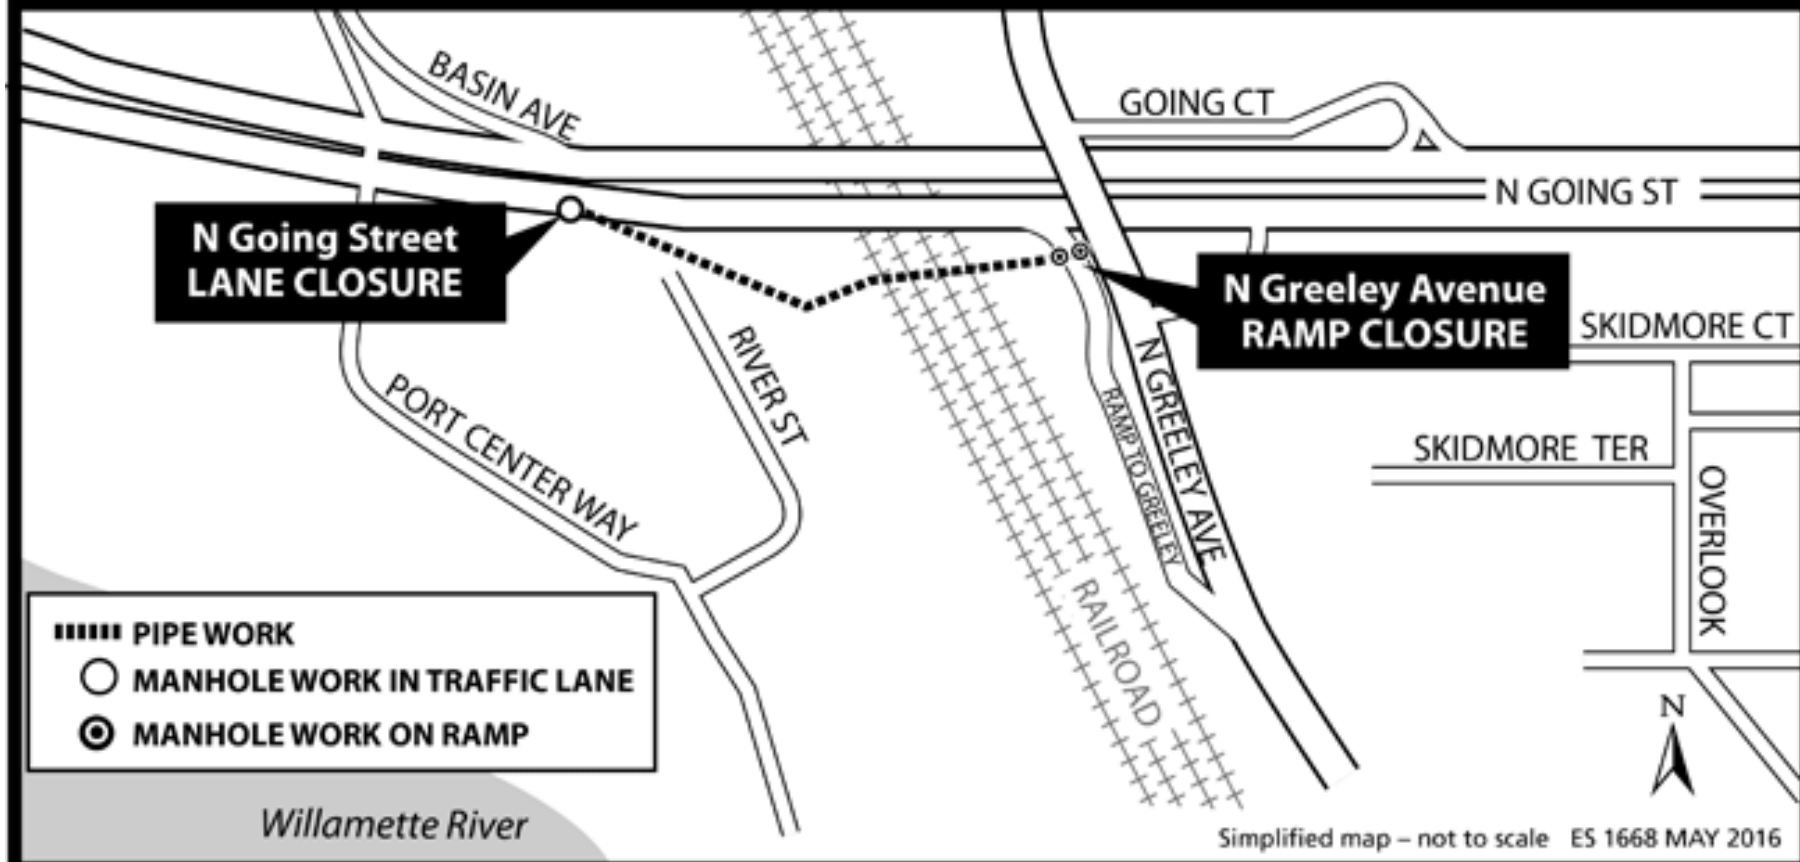 BASIN AVE
GOING CT
N GOING ST
N Going Street
LANE CLOSURE
N Greeley Avenue
RAMP CLOSURE
SKIDMORE CT
RIVER ST
PORT CENTER WAY
N GREELEY AVE
RAMP TO GREELEY
SKIDMORE TER
OVERLOOK
RAILROAD
PIPE WORK
MANHOLE WORK IN TRAFFIC LANE
MANHOLE WORK ON RAMP
N
Willamette River
Simplified map – not to scale ES 1668 MAY 2016